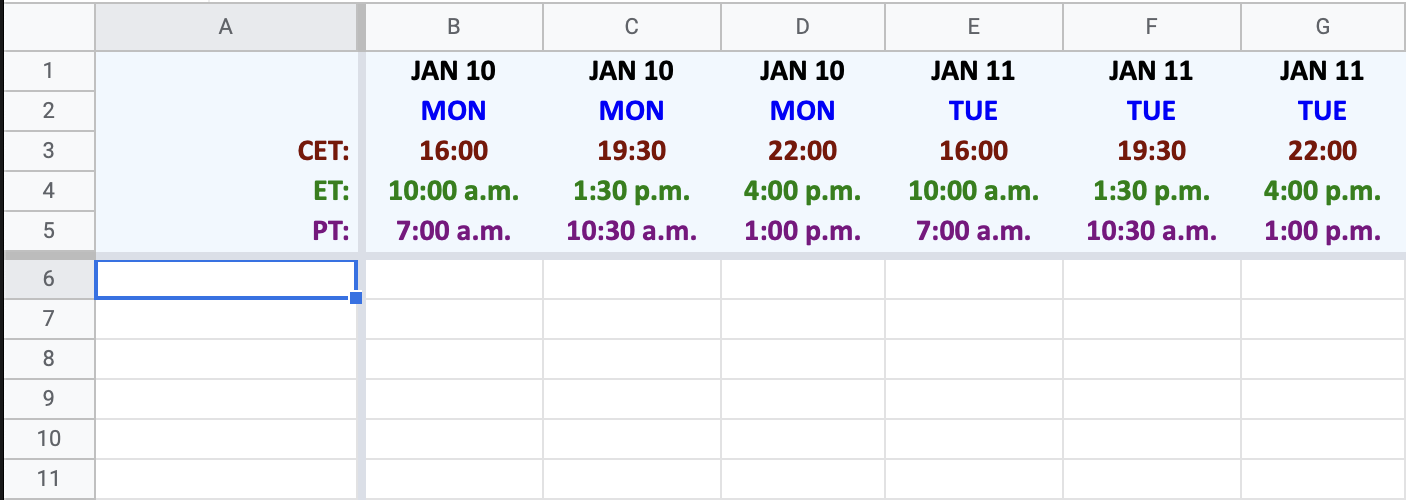 A B C D E F G
1 JAN 10 JAN 10 JAN 10 JAN 11 JAN 11 JAN 11
2 MON MON MON TUE TUE TUE
3 CET: 16:00 19:30 22:00 16:00 19:30 22:00
4 ET: 10:00 a.m. 1:30 p.m. 4:00 p.m. 10:00 a.m. 1:30 p.m. 4:00 p.m.
5 PT: 7:00 a.m. 10:30 a.m. 1:00 p.m. 7:00 a.m. 10:30 a.m. 1:00 p.m.
6
7
8
9
10
11